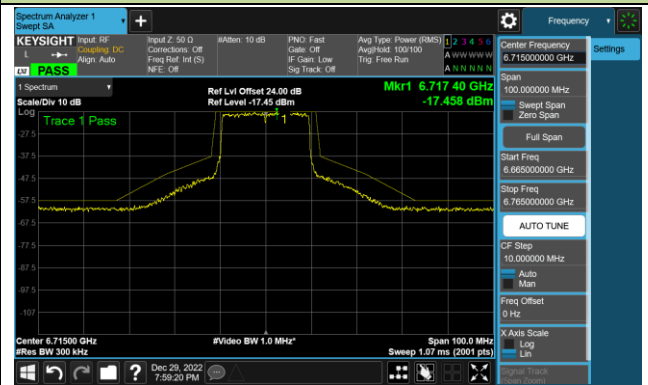 Spectrum Analyzer 1
Swept SA
Frequency
KEYSIGHT
L
LXI
PASS
Input: RF
Coupling: DC
Align: Auto
Input Z: 50 Ω
Corrections: Off
Freq Ref: Int (S)
NFE: Off
#Atten: 10 dB
PNO: Fast
Gate: Off
IF Gain: Low
Sig Track: Off
Avg Type: Power (RMS)
Avg|Hold: 100/100
Trig: Free Run
1 2 3 4 5 6
A W W W W W
A N N N N N
1 Spectrum
Scale/Div 10 dB
Ref Lvl Offset 24.00 dB
Ref Level -17.45 dBm
Mkr1 6.717 40 GHz
-17.458 dBm
Log
Trace 1 Pass
1
-27.5
-37.5
-47.5
-57.5
-67.5
-77.5
-87.5
-97.5
-107
Center 6.71500 GHz
#Res BW 300 kHz
#Video BW 1.0 MHz*
Span 100.0 MHz
Sweep 1.07 ms (2001 pts)
Center Frequency
6.715000000 GHz
Settings
Span
100.000000 MHz
Swept Span
Zero Span
Full Span
Start Freq
6.665000000 GHz
Stop Freq
6.765000000 GHz
AUTO TUNE
CF Step
10.000000 MHz
Auto
Man
Freq Offset
0 Hz
X Axis Scale
Log
Lin
Signal Track
(Span Zoom)
?
Dec 29, 2022
7:59:20 PM